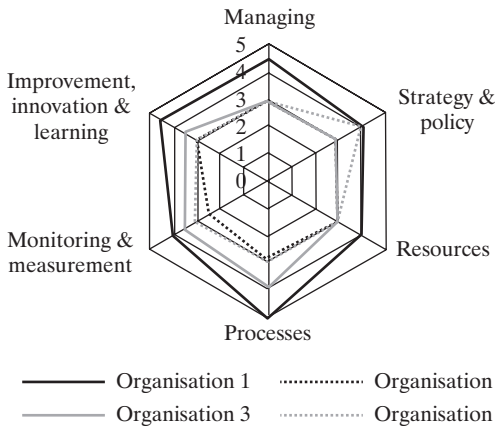 Managing
5
4
3
2
1
0
Improvement,
innovation &
learning
Strategy &
policy
Monitoring &
measurement
Resources
Processes
Organisation 1
Organisation
Organisation 3
Organisation